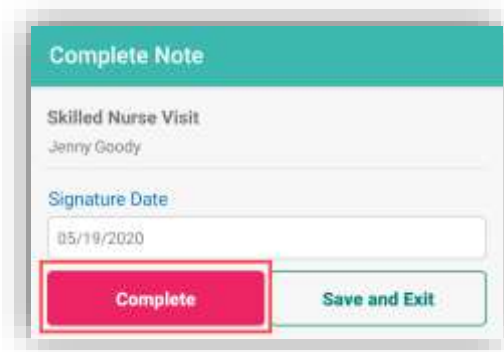 Complete Note
Skilled Nurse Visit
Jenny Goody
Signature Date
05/19/2020
Complete
Save and Exit